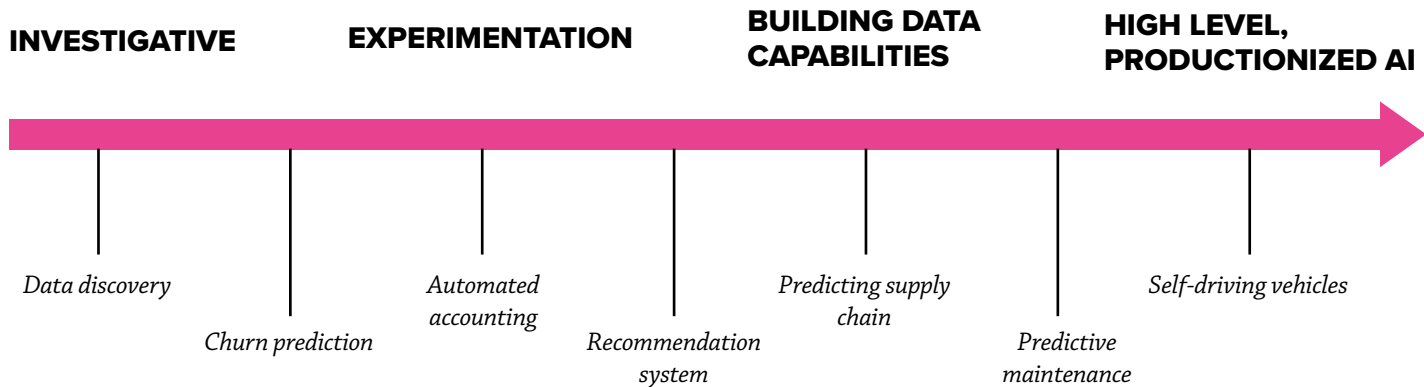 INVESTIGATIVE
EXPERIMENTATION
BUILDING DATA
CAPABILITIES
HIGH LEVEL,
PRODUCTIONIZED AI
Data discovery
Churn prediction
Automated
accounting
Recommendation
system
Predicting supply
chain
Predictive
maintenance
Self-driving vehicles